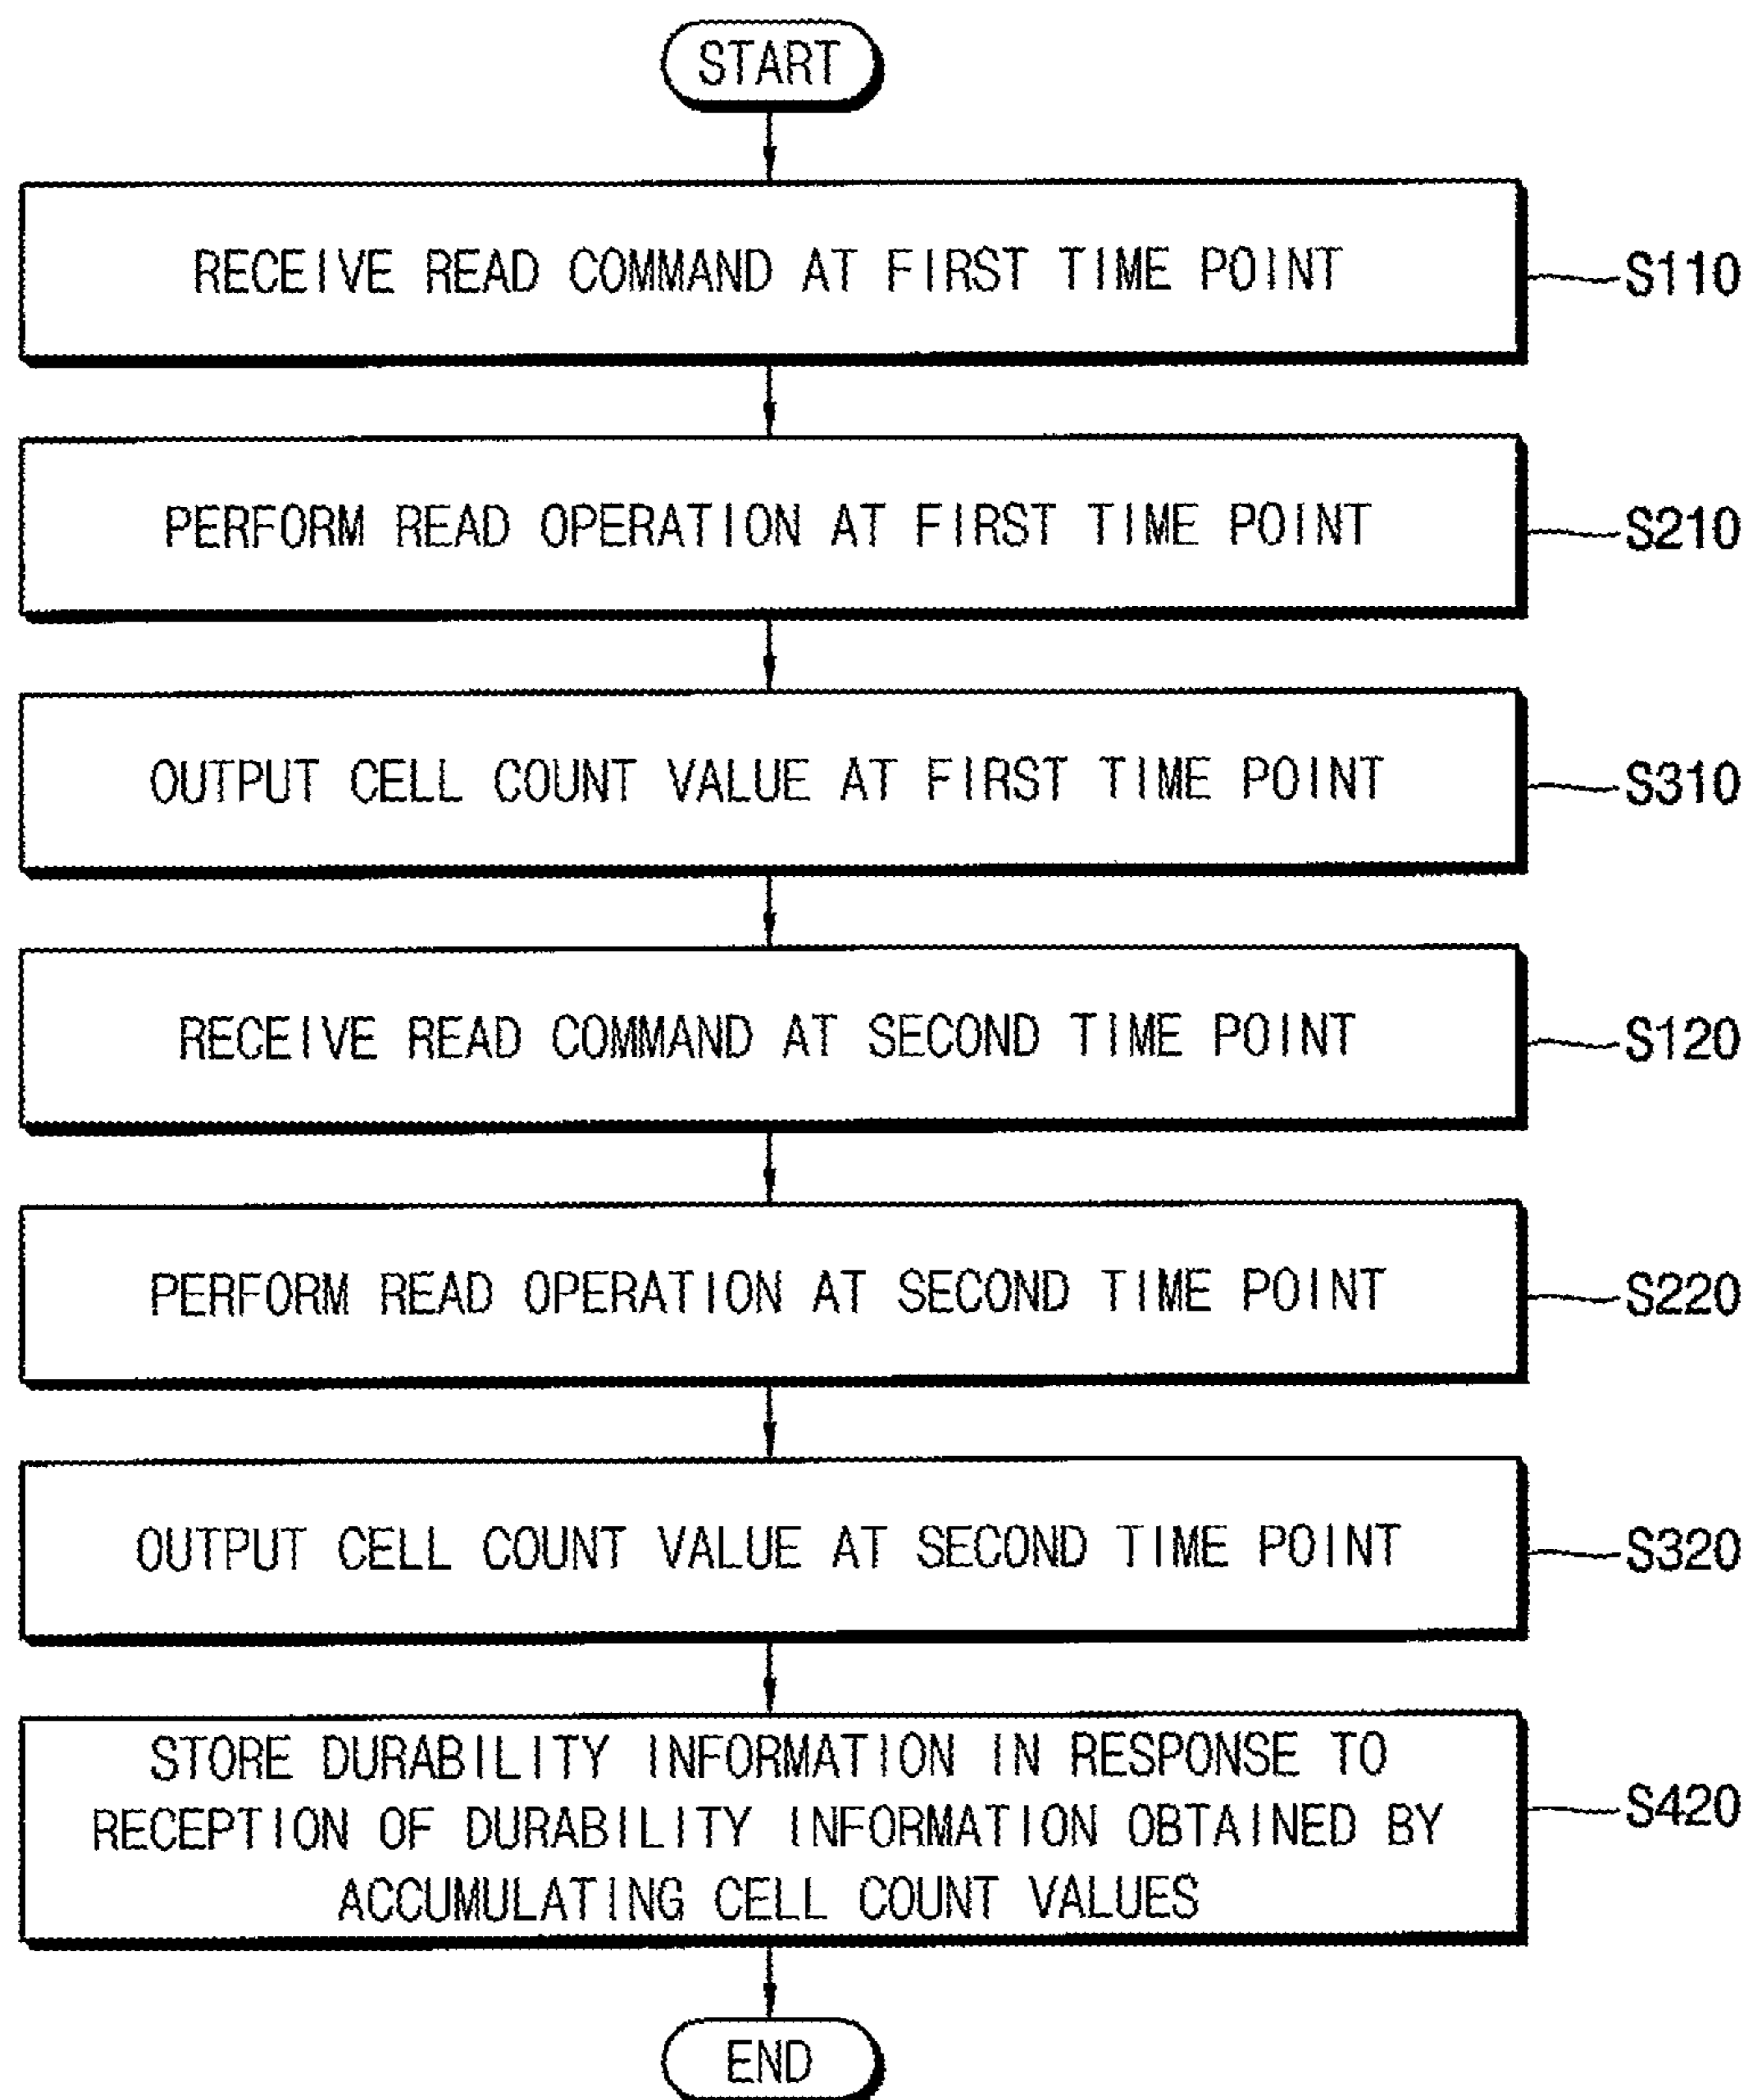 START
RECEIVE READ COMMAND AT FIRST TIME POINT
S110
PERFORM READ OPERATION AT FIRST TIME POINT
S210
OUTPUT CELL COUNT VALUE AT FIRST TIME POINT
S310
RECEIVE READ COMMAND AT SECOND TIME POINT
S120
PERFORM READ OPERATION AT SECOND TIME POINT
S220
OUTPUT CELL COUNT VALUE AT SECOND TIME POINT
S320
STORE DURABILITY INFORMATION IN RESPONSE TO
RECEPTION OF DURABILITY INFORMATION OBTAINED BY
ACCUMULATING CELL COUNT VALUES
S420
END